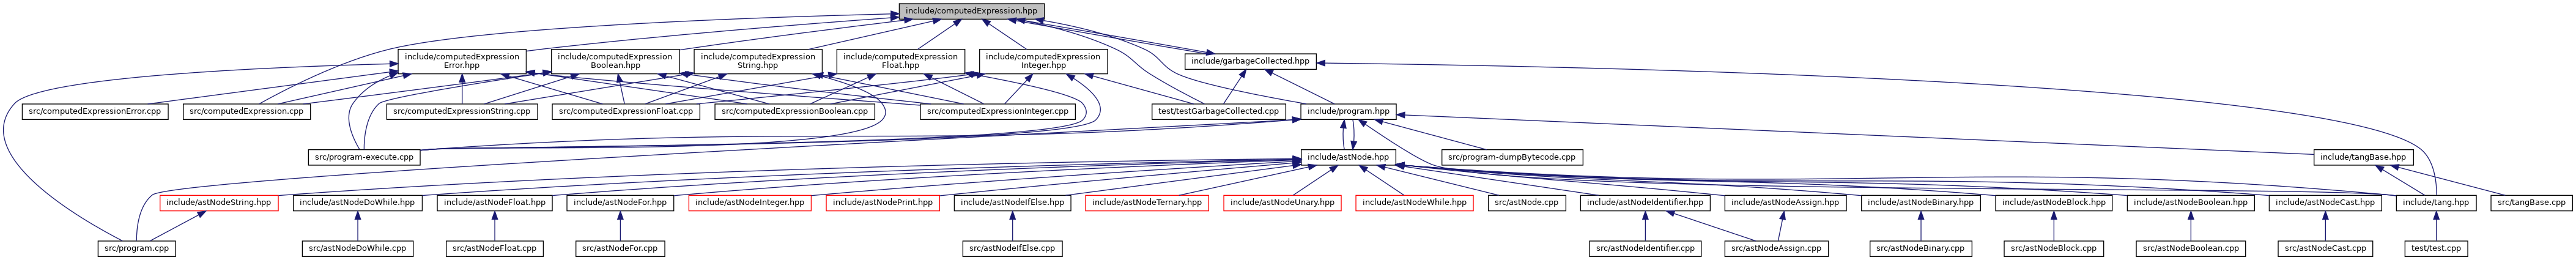 include/computedExpression.hpp
include/computedExpression
Error.hpp
include/computedExpression
Boolean.hpp
include/computedExpression
String.hpp
include/computedExpression
Float.hpp
include/computedExpression
Integer.hpp
include/garbageCollected.hpp
src/computedExpressionError.cpp
src/computedExpression.cpp
src/computedExpressionString.cpp
src/computedExpressionFloat.cpp
src/computedExpressionBoolean.cpp
src/computedExpressionInteger.cpp
test/testGarbageCollected.cpp
include/program.hpp
src/program-execute.cpp
include/astNode.hpp
src/program-dumpBytecode.cpp
include/tangBase.hpp
include/astNodeString.hpp
include/astNodeDoWhile.hpp
include/astNodeFloat.hpp
include/astNodeFor.hpp
include/astNodeInteger.hpp
include/astNodePrint.hpp
include/astNodeIfElse.hpp
include/astNodeTernary.hpp
include/astNodeUnary.hpp
include/astNodeWhile.hpp
src/astNode.cpp
include/astNodeIdentifier.hpp
include/astNodeAssign.hpp
include/astNodeBinary.hpp
include/astNodeBlock.hpp
include/astNodeBoolean.hpp
include/astNodeCast.hpp
include/tang.hpp
src/tangBase.cpp
src/program.cpp
src/astNodeDoWhile.cpp
src/astNodeFloat.cpp
src/astNodeFor.cpp
src/astNodeIfElse.cpp
src/astNodeIdentifier.cpp
src/astNodeAssign.cpp
src/astNodeBinary.cpp
src/astNodeBlock.cpp
src/astNodeBoolean.cpp
src/astNodeCast.cpp
test/test.cpp